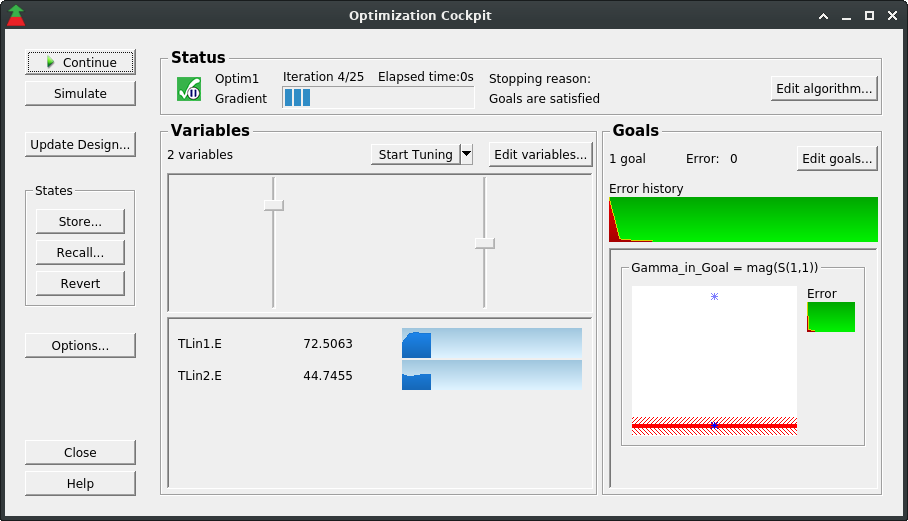 Optimization Cockpit
Continue
Simulate
Update Design...
States
Store...
Recall...
Revert
Options...
Close
Help
Status
Optim1
Gradient
Iteration 4/25
Elapsed time:0s
Stopping reason:
Goals are satisfied
Edit algorithm...
Variables
2 variables
Start Tuning
Edit variables...
TLin1.E 72.5063
TLin2.E 44.7455
Goals
1 goal
Error: 0
Edit goals...
Error history
Gamma_in_Goal = mag(S(1,1))
Error